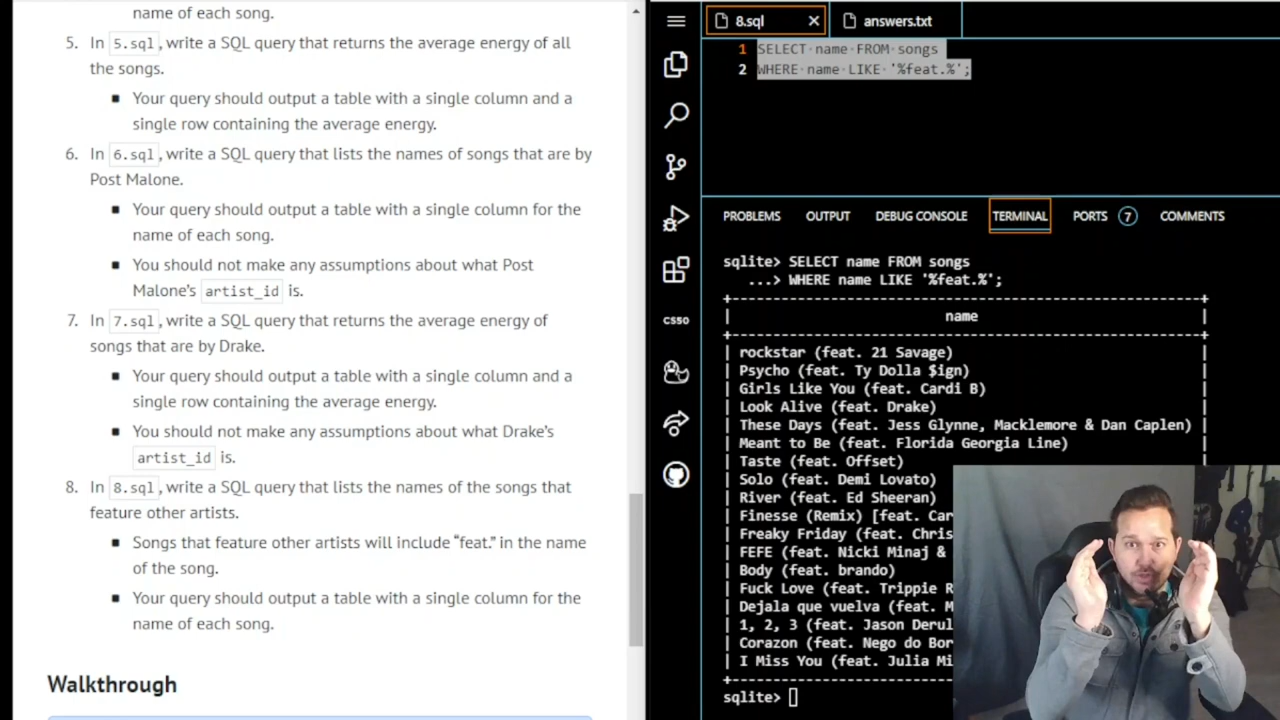 name of each song.
5. In 5.sql, write a SQL query that returns the average energy of all
the songs.
Your query should output a table with a single column and a
single row containing the average energy.
6. In 6.sql, write a SQL query that lists the names of songs that are by
Post Malone.
Your query should output a table with a single column for the
name of each song.
You should not make any assumptions about what Post
Malone's artist_id is.
7. In 7.sql, write a SQL query that returns the average energy of
songs that are by Drake.
Your query should output a table with a single column and a
single row containing the average energy.
You should not make any assumptions about what Drake's
artist_id is.
8. In 8.sql, write a SQL query that lists the names of the songs that
feature other artists.
Songs that feature other artists will include “feat.” in the name
of the song.
Your query should output a table with a single column for the
name of each song.
Walkthrough
CS50
8.sql
answers.txt
1 SELECT name FROM songs
2 WHERE name LIKE '%feat.%';
PROBLEMS OUTPUT DEBUG CONSOLE TERMINAL PORTS 7 COMMENTS
sqlite> SELECT name FROM songs
...> WHERE name LIKE '%feat.%';
name
rockstar (feat. 21 Savage)
Psycho (feat. Ty Dolla $ign)
Girls Like You (feat. Cardi B)
Look Alive (feat. Drake)
These Days (feat. Jess Glynne, Macklemore & Dan Caplen)
Meant to Be (feat. Florida Georgia Line)
Taste (feat. Offset)
Solo (feat. Demi Lovato)
River (feat. Ed Sheeran)
Finesse (Remix) [feat. Car
Freaky Friday (feat. Chris
FEFE (feat. Nicki Minaj &
Body (feat. brando)
Fuck Love (feat. Trippie R
Dejala que vuelva (feat. M
1, 2, 3 (feat. Jason Derul
Corazon (feat. Nego do Bor
I Miss You (feat. Julia Mi
sqlite>